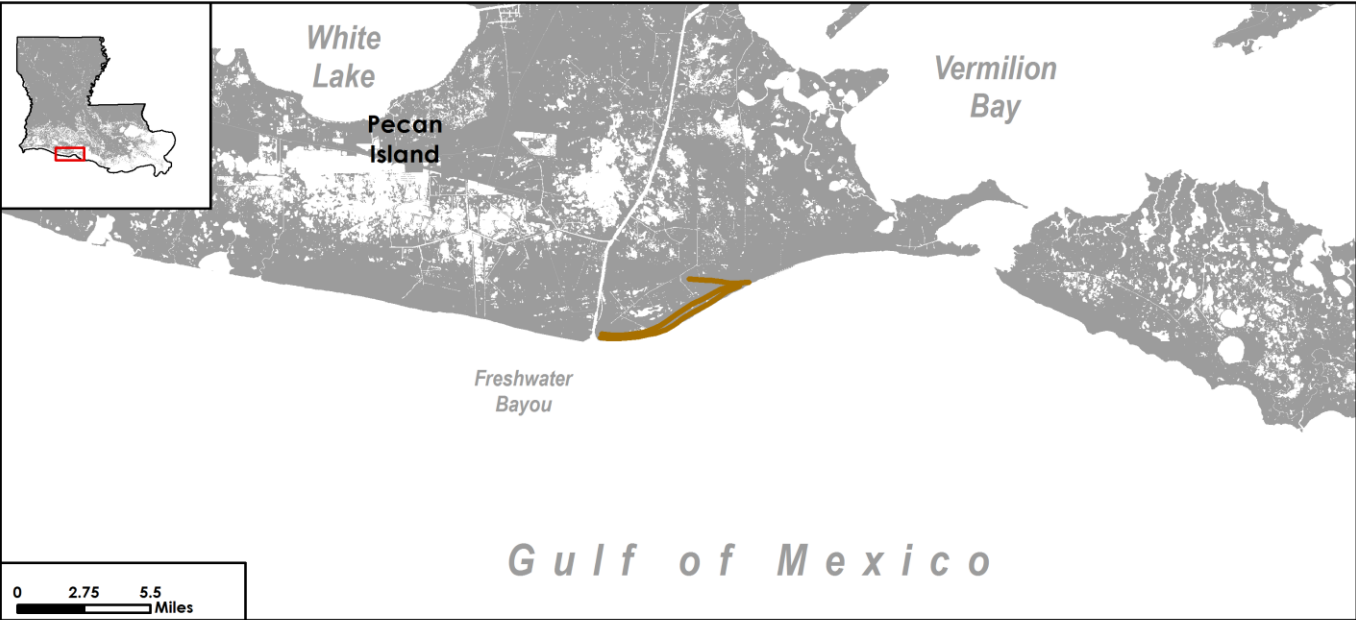 White
Lake
Vermilion
Bay
Pecan
Island
Freshwater
Bayou
Gulf of Mexico
0 2.75 5.5
Miles